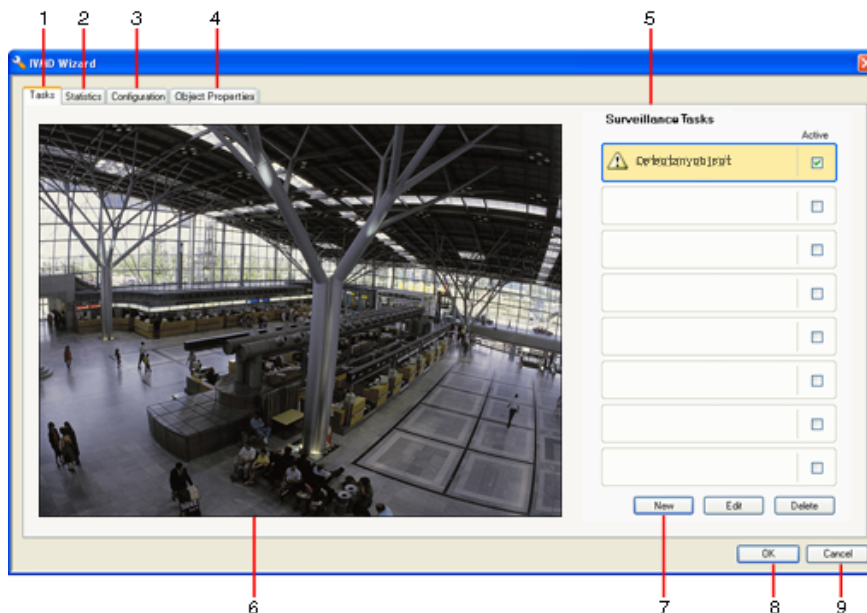 1 2 3 4 5
IVMD Wizard
Tasks Statistics Configuration Object Properties
Surveillance Tasks
Active
New Edit Delete
OK Cancel
6 7 8 9